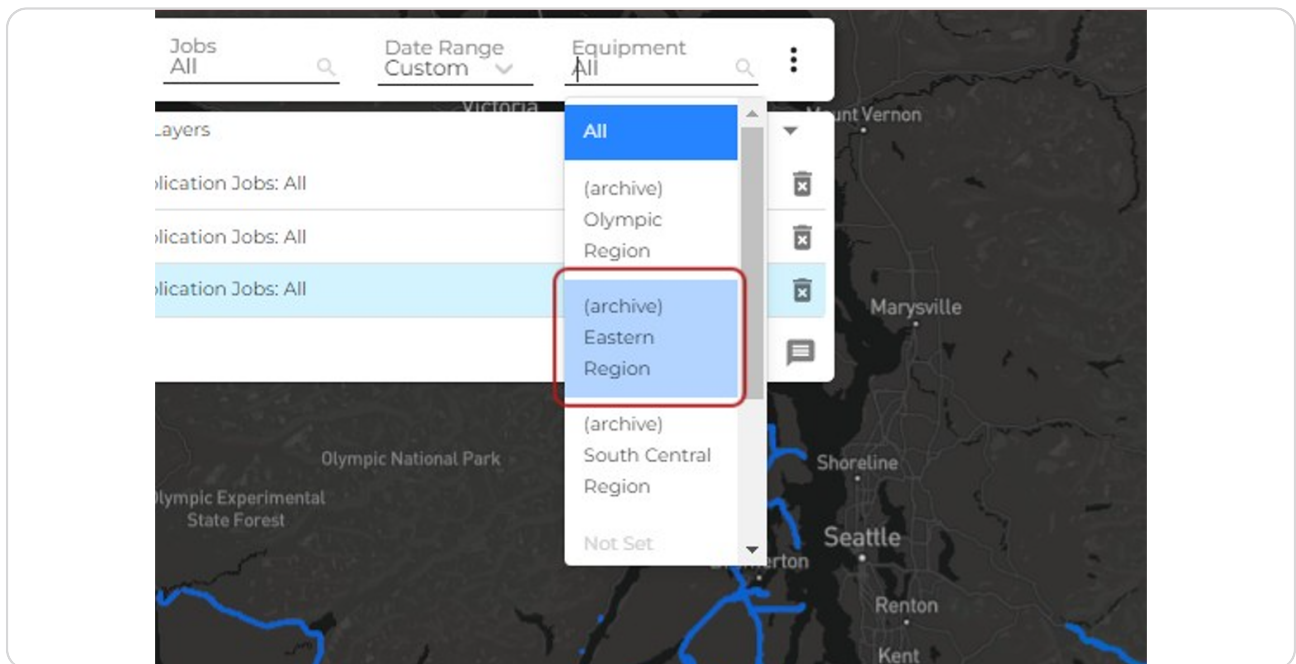 Jobs
All
Date Range
Custom
Equipment
All
Victoria
Mount Vernon
Layers
All
plication Jobs: All
(archive)
Olympic
Region
plication Jobs: All
plication Jobs: All
(archive)
Eastern
Region
Marysville
(archive)
South Central
Region
Olympic National Park
Shoreline
lympic Experimental
State Forest
Not Set
Seattle
erton
Renton
Kent